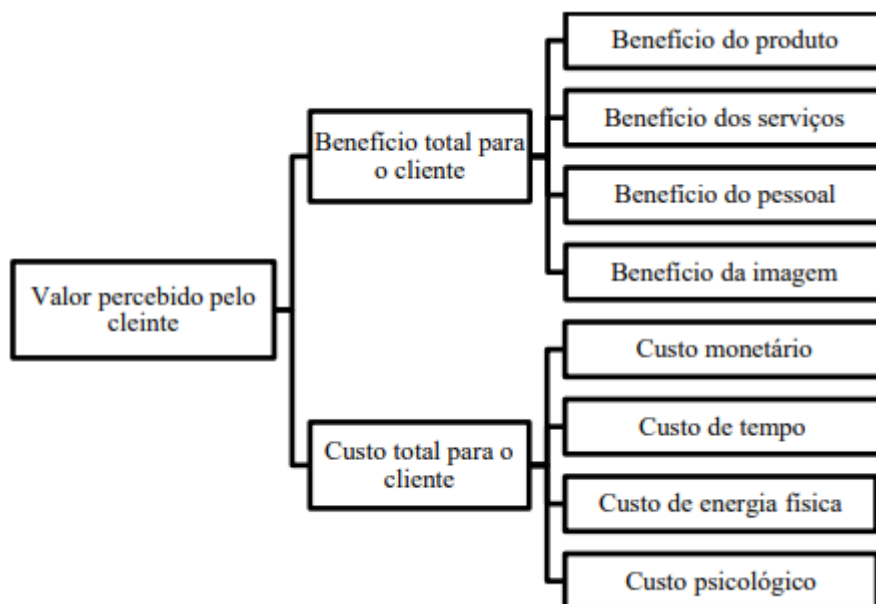 Valor percebido pelo
cleinte
Benefício total para
o cliente
Benefício do produto
Benefício dos serviços
Benefício do pessoal
Benefício da imagem
Custo total para o
cliente
Custo monetário
Custo de tempo
Custo de energia física
Custo psicológico